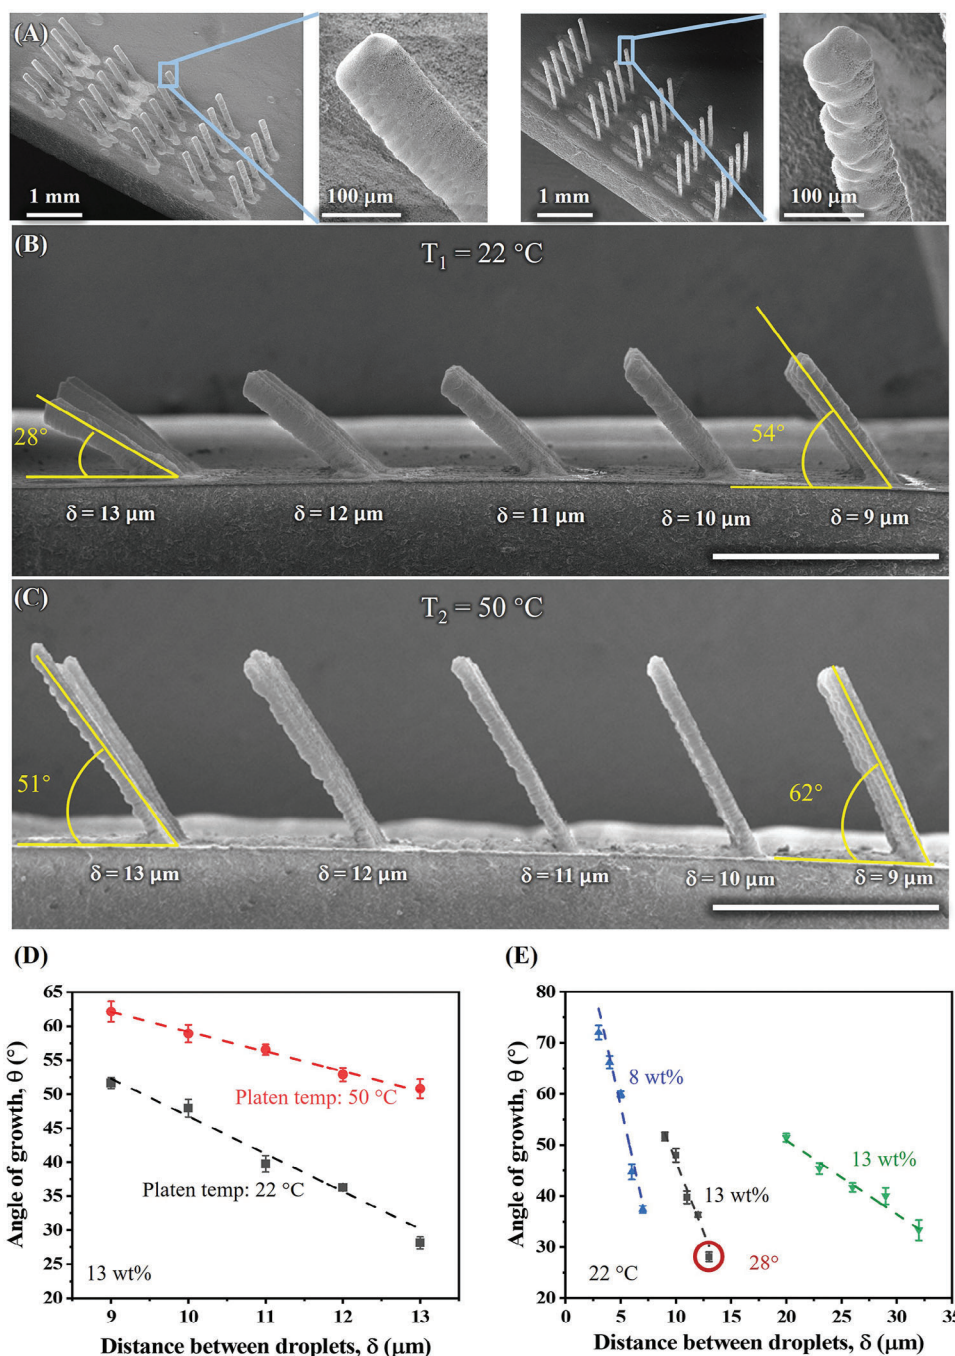 (A)
1 mm
100 µm
1 mm
100 µm
(B)
T1 = 22 °C
28°
54°
δ = 13 µm
δ = 12 µm
δ = 11 µm
δ = 10 µm
δ = 9 µm
(C)
T2 = 50 °C
51°
62°
δ = 13 µm
δ = 12 µm
δ = 11 µm
δ = 10 µm
δ = 9 µm
(D)
Angle of growth, θ (°)
65
60
55
50
45
40
35
30
25
20
Platen temp: 50 °C
Platen temp: 22 °C
13 wt%
9 10 11 12 13
Distance between droplets, δ (µm)
(E)
Angle of growth, θ (°)
80
70
60
50
40
30
20
8 wt%
13 wt%
13 wt%
28°
22 °C
0 5 10 15 20 25 30 35
Distance between droplets, δ (µm)